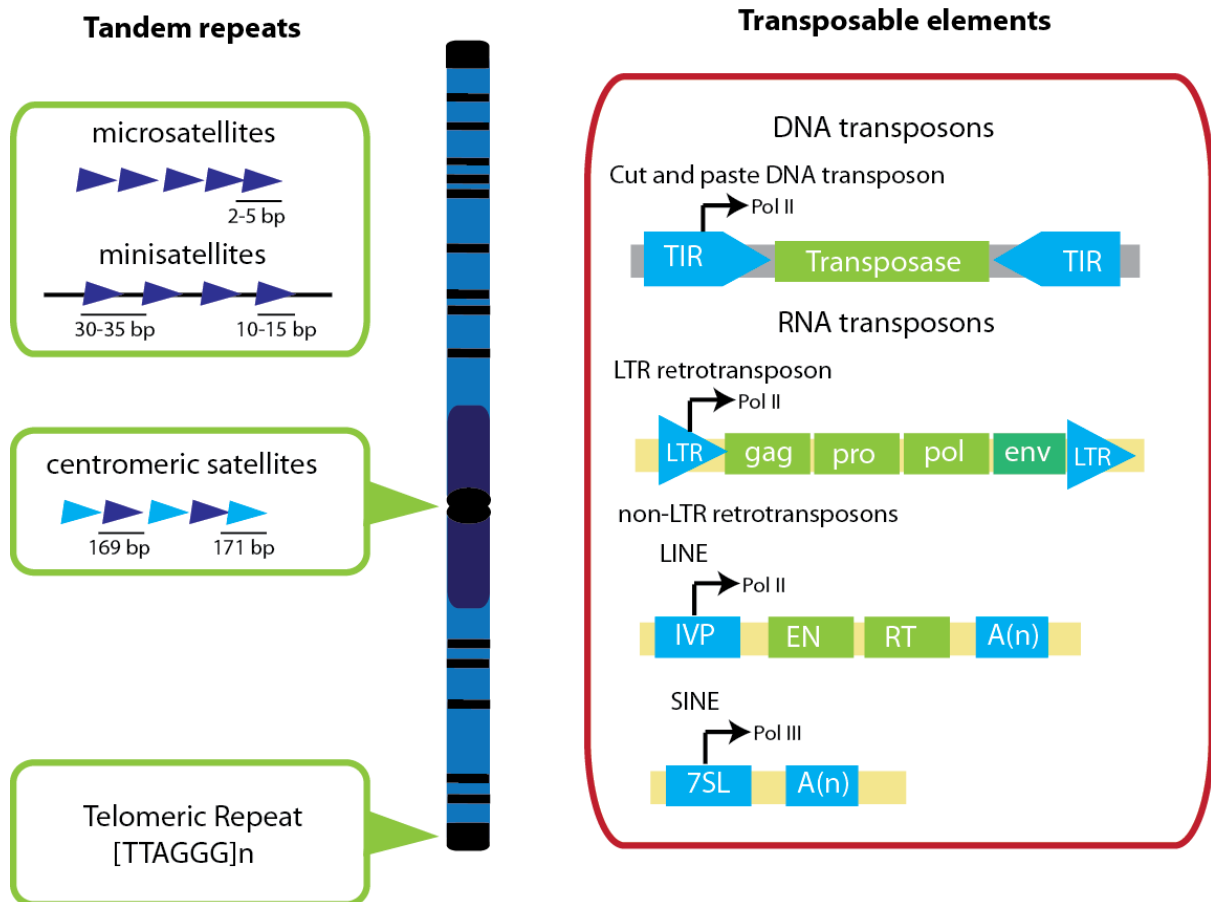 Tandem repeats
microsatellites
2-5 bp
minisatellites
30-35 bp
10-15 bp
centromeric satellites
169 bp
171 bp
Telomeric Repeat
[TTAGGG]n
Transposable elements
DNA transposons
Cut and paste DNA transposon
Pol II
TIR
Transposase
TIR
RNA transposons
LTR retrotransposon
Pol II
LTR
gag
pro
pol
env
LTR
non-LTR retrotransposons
LINE
Pol II
IVP
EN
RT
A(n)
SINE
Pol III
7SL
A(n)